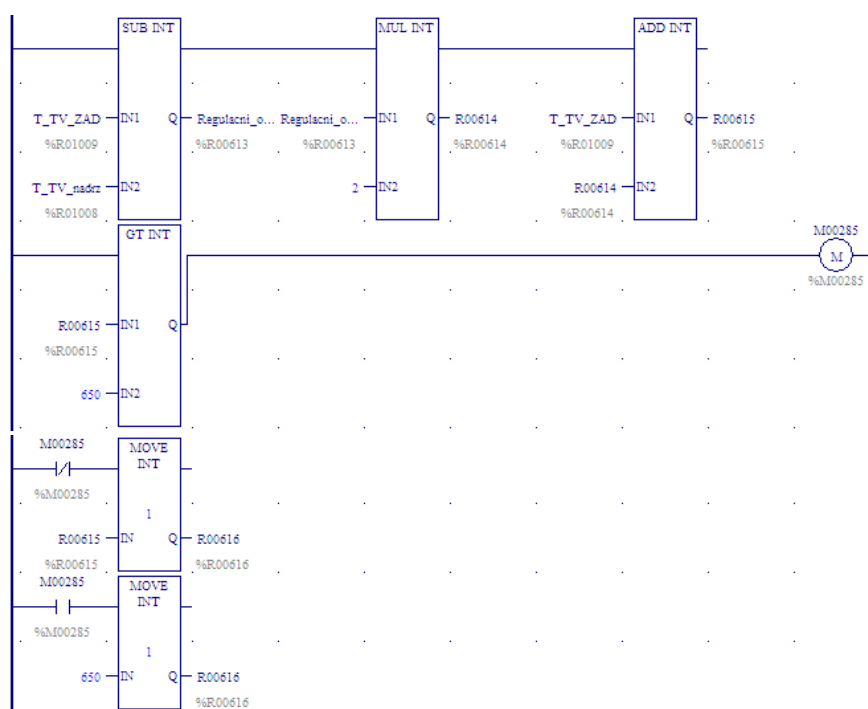 SUB INT MUL INT ADD INT
T_TV_ZAD IN1 Q Regulacni_o... Regulacni_o... IN1 Q R00614 T_TV_ZAD IN1 Q R00615
%R01009 %R00613 %R00613 %R00614 %R01009 %R00615
T_TV_nadrz IN2 2 IN2 R00614 IN2
%R01008 %R00614
GT INT M00285
M
%M00285
R00615 IN1 Q
%R00615
650 IN2
M00285 MOVE
INT
%M00285
1
R00615 IN Q R00616
%R00615 %R00616
M00285 MOVE
INT
%M00285
1
650 IN Q R00616
%R00616